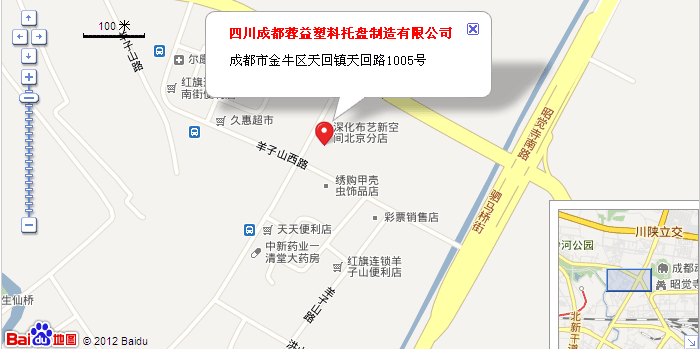 四川成都蓉益塑料托盘制造有限公司
成都市金牛区天回镇天回路1005号
100 米
羊子山路
尔康
红旗连
南街便利店
久惠超市
深化布艺新空
间北京分店
羊子山西路
绣购甲壳
虫饰品店
昭觉寺南路
驷马桥街
彩票销售店
天天便利店
中新药业一
清堂大药房
红旗连锁羊
子山便利店
羊子山路
洪山
生仙桥
Bai du 地图
© 2012 Baidu
川陕立交
沙河公园
成都动
昭觉寺
北新干道